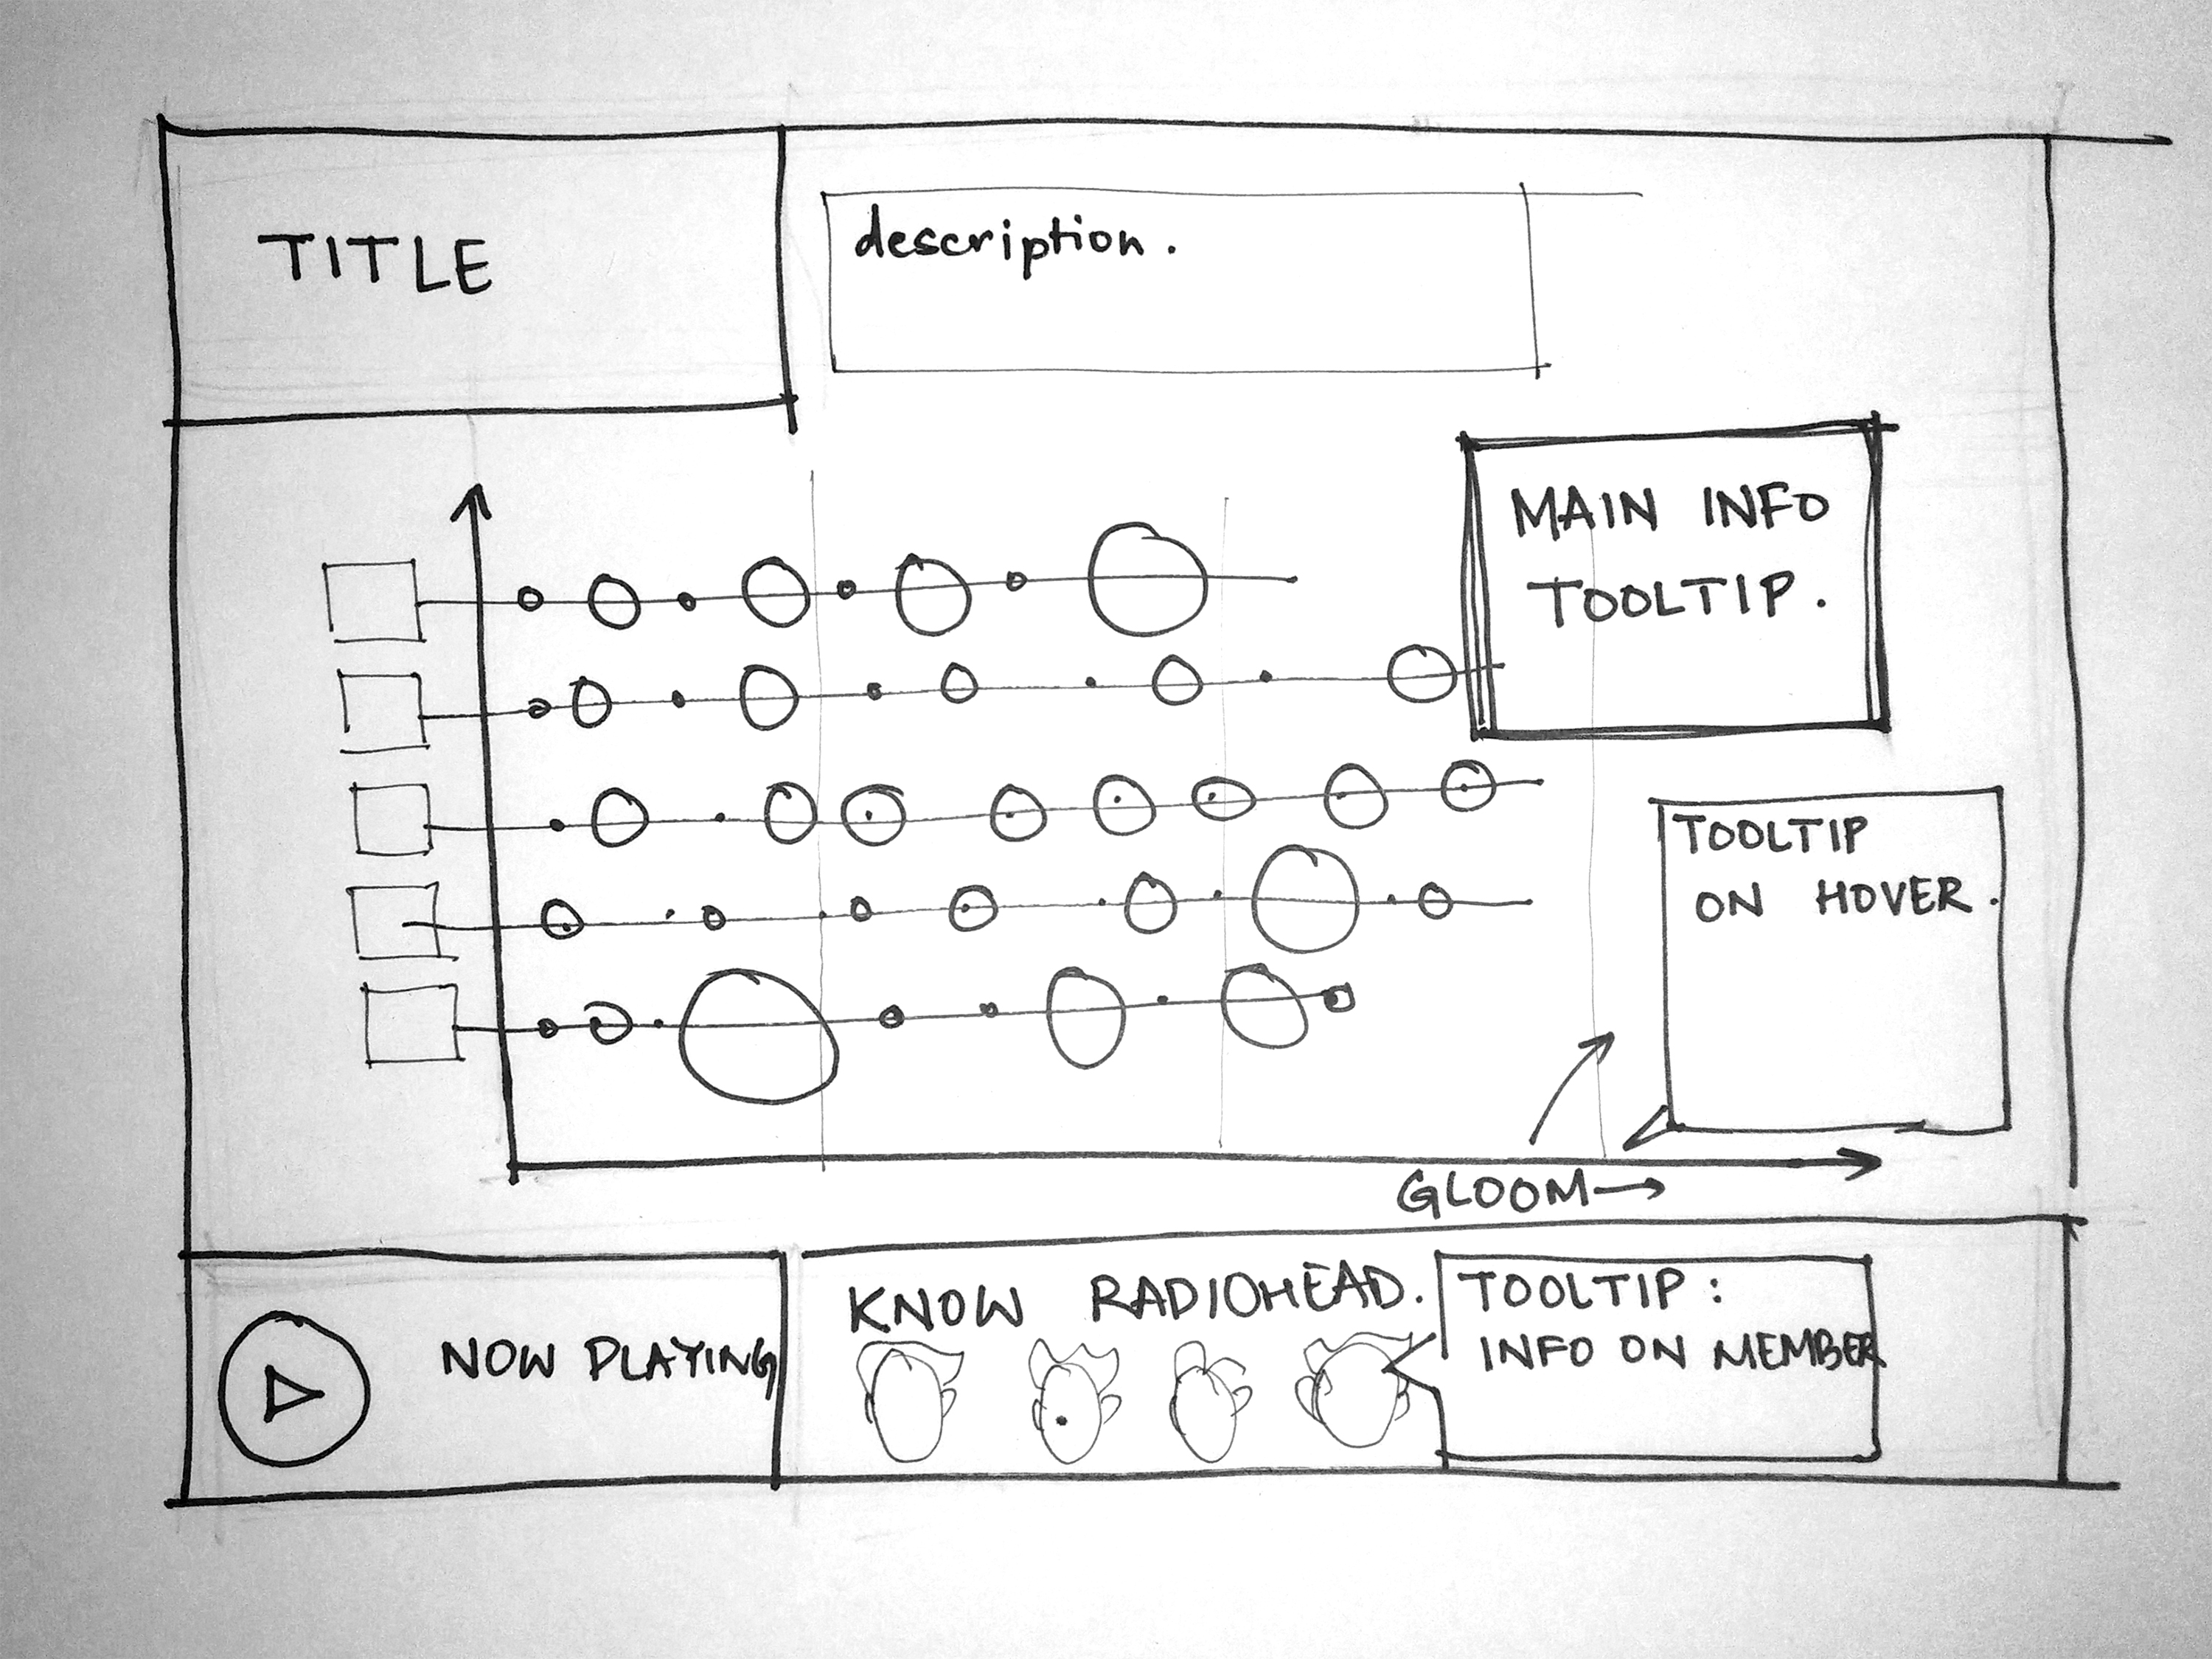 TITLE
description.
MAIN INFO
TOOLTIP.
TOOLTIP
ON HOVER.
GLOOM
NOW PLAYING
KNOW RADIOHEAD.
TOOLTIP:
INFO ON MEMBER